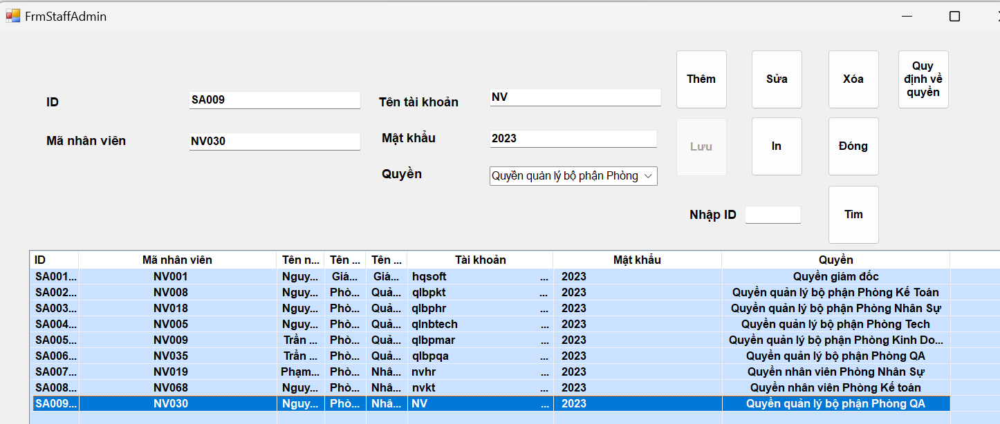 FrmStaffAdmin
ID SA009 Tên tài khoản NV Thêm Sửa Xóa Quy định về quyền
Mã nhân viên NV030 Mật khẩu 2023 Lưu In Đóng
Quyền Quyền quản lý bộ phận Phòng
Nhập ID Tìm
ID Mã nhân viên Tên n... Tên ... Tên ... Tài khoản Mật khẩu Quyền
SA001... NV001 Nguy... Giá... Giá... hqsoft ... 2023 Quyền giám đốc
SA002... NV008 Nguy... Phò... Quả... qlbpkt ... 2023 Quyền quản lý bộ phận Phòng Kế Toán
SA003... NV018 Nguy... Phò... Quả... qlbphr ... 2023 Quyền quản lý bộ phận Phòng Nhân Sự
SA004... NV005 Nguy... Phò... Quả... qlnbtech ... 2023 Quyền quản lý bộ phận Phòng Tech
SA005... NV009 Trần ... Phò... Quả... qlbpmar ... 2023 Quyền quản lý bộ phận Phòng Kinh Do...
SA006... NV035 Trần ... Phò... Quả... qlbpqa ... 2023 Quyền quản lý bộ phận Phòng QA
SA007... NV019 Phạm... Phò... Nhâ... nvhr ... 2023 Quyền nhân viên Phòng Nhân Sự
SA008... NV068 Nguy... Phò... Nhâ... nvkt ... 2023 Quyền nhân viên Phòng Kế toán
SA009... NV030 Nguy... Phò... Nhâ... NV ... 2023 Quyền quản lý bộ phận Phòng QA